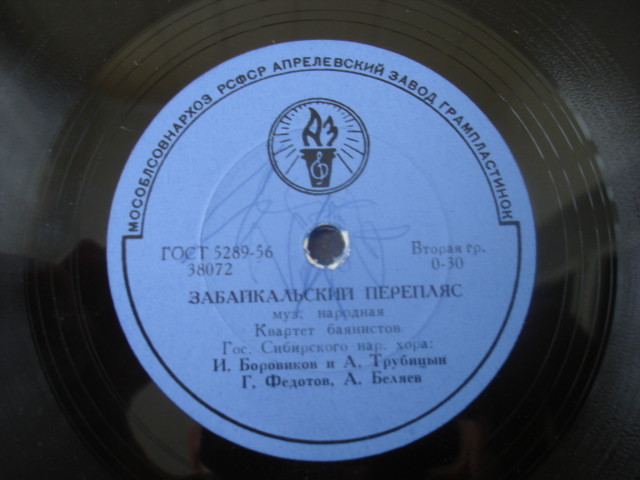 МОСОБЛСОВНАРХОЗ РСФСР АПРЕЛЕВСКИЙ ЗАВОД ГРАМПЛАСТИНОК
АЗ
ГОСТ 5289-56
38072
Вторая гр.
0-30
ЗАБАЙКАЛЬСКИЙ ПЕРЕПЛЯС
муз. народная
Квартет баянистов
Гос. Сибирского нар. хора:
И. Боровиков и А. Трубицын
Г. Федотов, А. Беляев